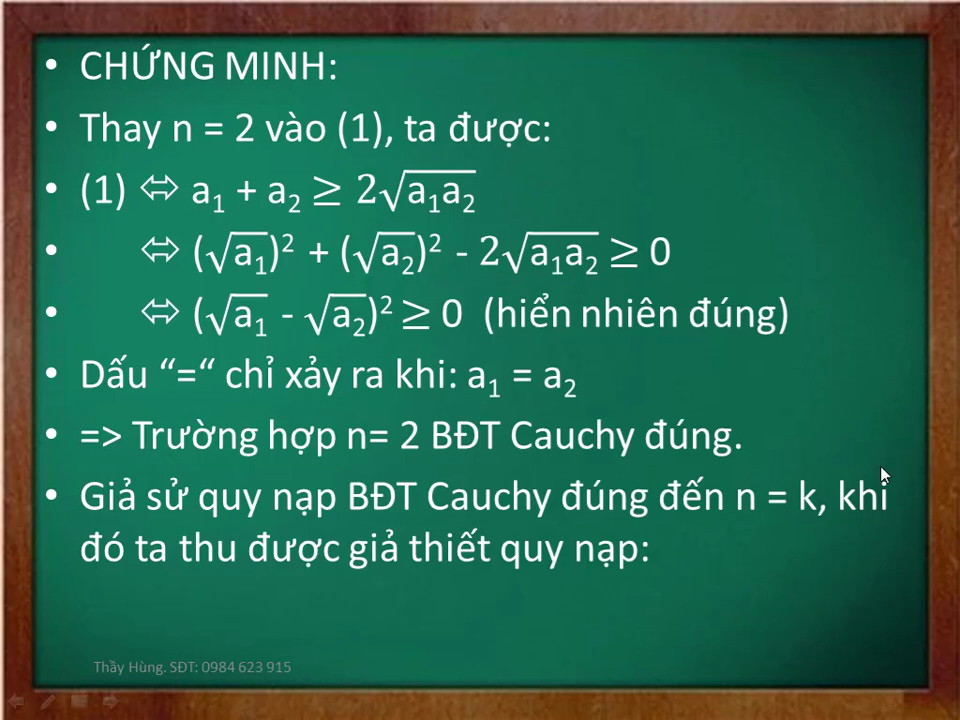 • CHỨNG MINH:
• Thay n = 2 vào (1), ta được:
• (1) ⬄ a₁ + a₂ ≥ 2√(a₁a₂)
• ⬄ (√a₁)² + (√a₂)² - 2√(a₁a₂) ≥ 0
• ⬄ (√a₁ - √a₂)² ≥ 0 (hiển nhiên đúng)
• Dấu “=“ chỉ xảy ra khi: a₁ = a₂
• => Trường hợp n= 2 BĐT Cauchy đúng.
• Giả sử quy nạp BĐT Cauchy đúng đến n = k, khi
đó ta thu được giả thiết quy nạp:
Thầy Hùng. SĐT: 0984 623 915